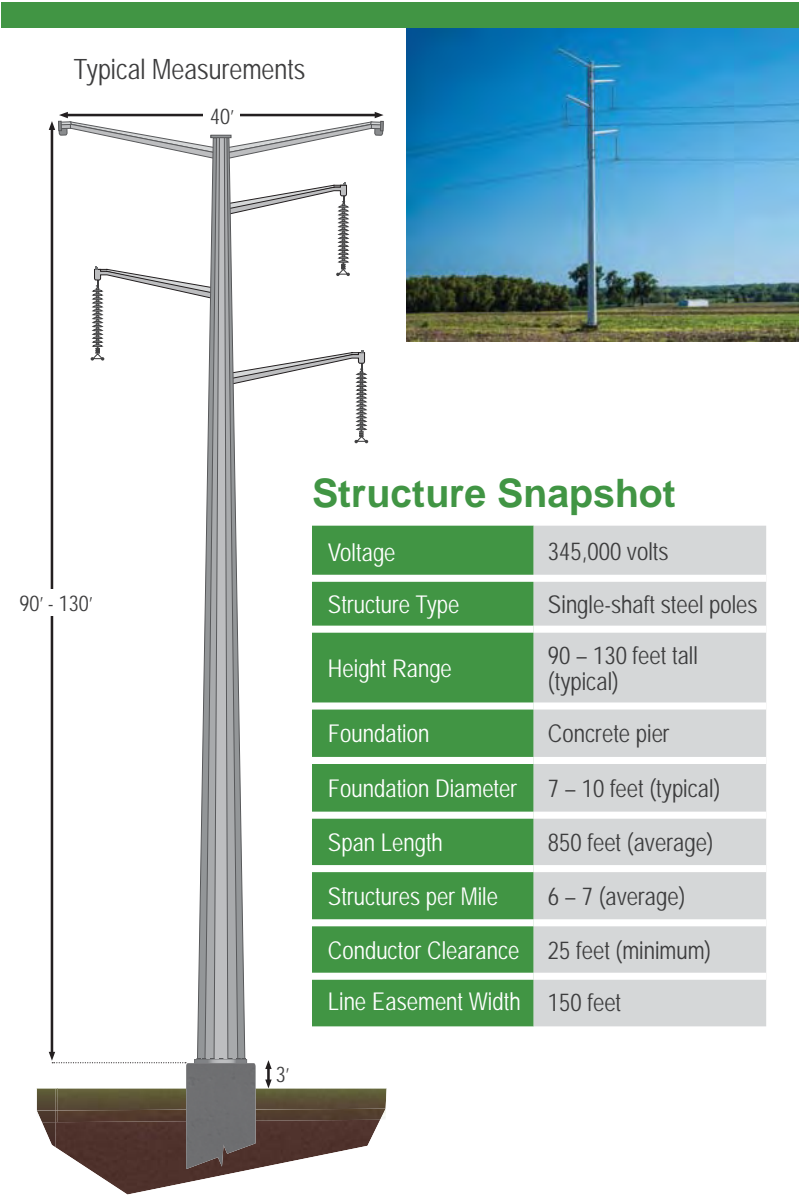 Typical Measurements
40′
90′ - 130′
3′
Structure Snapshot
Voltage 345,000 volts
Structure Type Single-shaft steel poles
Height Range 90 – 130 feet tall
(typical)
Foundation Concrete pier
Foundation Diameter 7 – 10 feet (typical)
Span Length 850 feet (average)
Structures per Mile 6 – 7 (average)
Conductor Clearance 25 feet (minimum)
Line Easement Width 150 feet